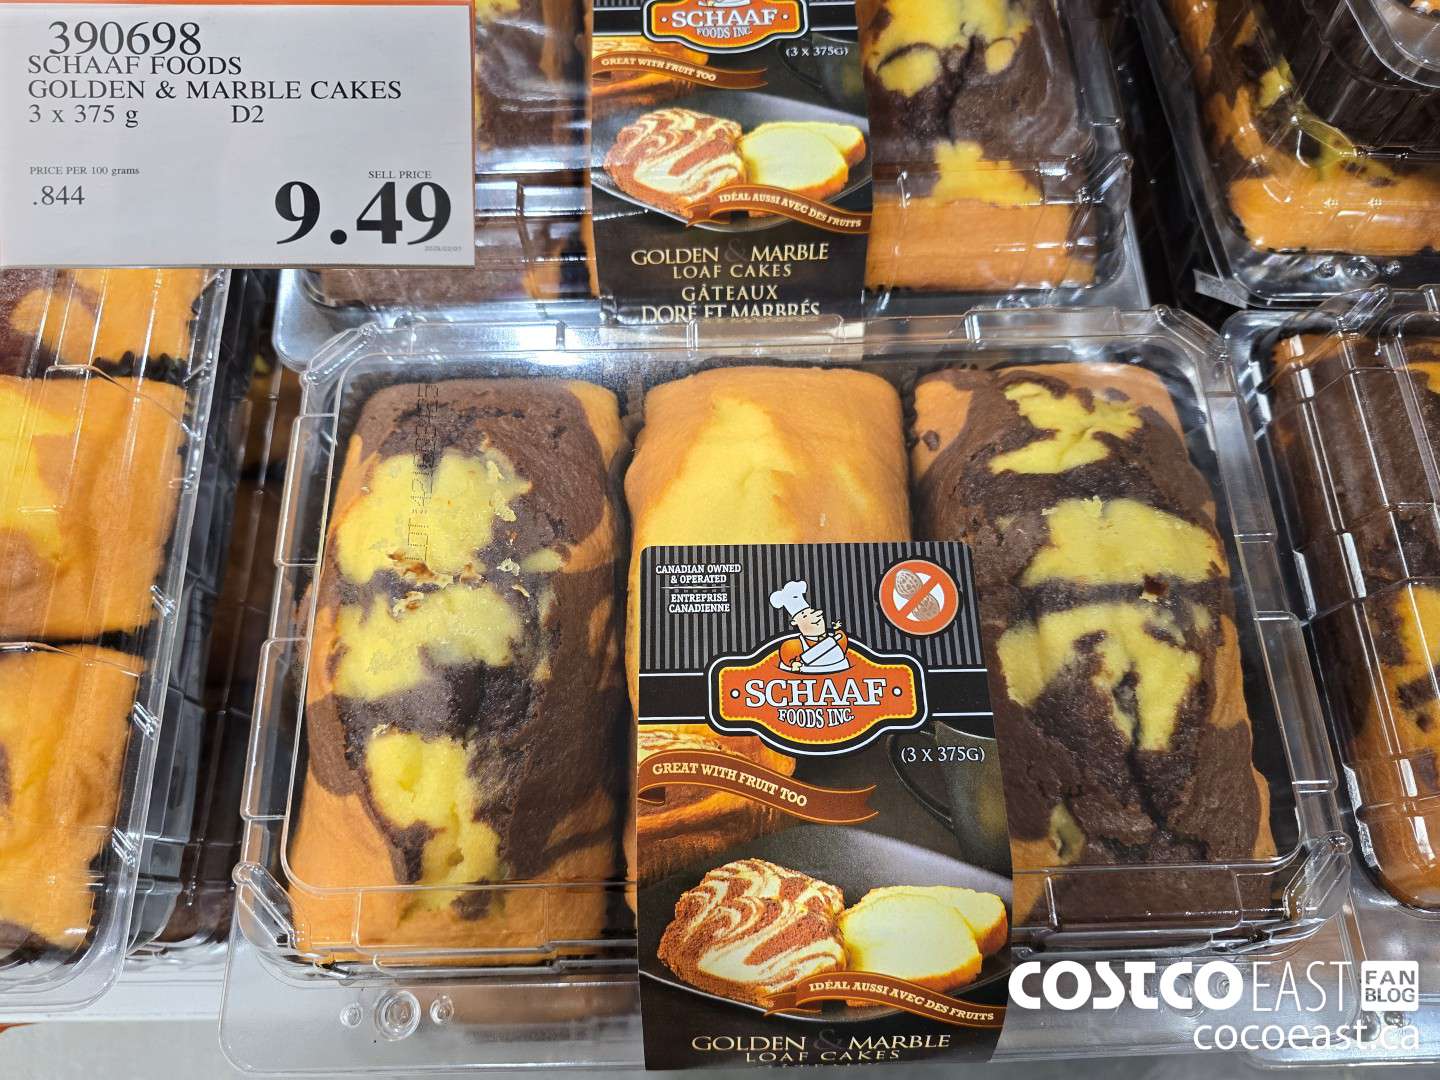 390698
SCHAAF FOODS
GOLDEN & MARBLE CAKES
3 x 375 g D2
PRICE PER 100 grams
.844
SELL PRICE
9.49
SCHAAF
FOODS INC.
(3 x 375G)
GREAT WITH FRUIT TOO
IDÉAL AUSSI AVEC DES FRUITS
GOLDEN & MARBLE
LOAF CAKES
GÂTEAUX
DORÉ ET MARBRÉS
CANADIAN OWNED
& OPERATED
ENTREPRISE
CANADIENNE
SCHAAF
FOODS INC.
(3 x 375G)
GREAT WITH FRUIT TOO
IDÉAL AUSSI AVEC DES FRUITS
GOLDEN & MARBLE
LOAF CAKES
COSTCO EAST FAN BLOG
cocoeast.ca